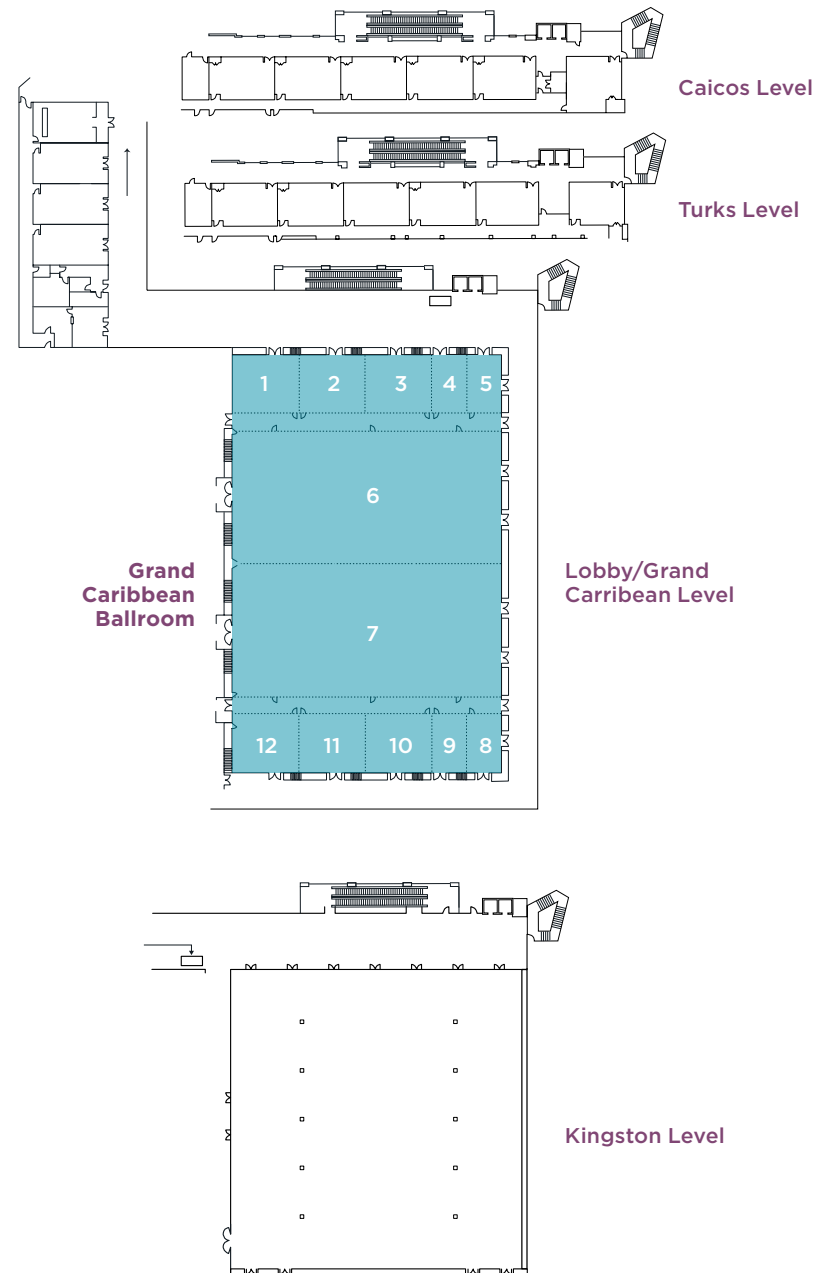 Caicos Level
Turks Level
1 2 3 4 5
6
Grand
Caribbean
Ballroom
Lobby/Grand
Carribean Level
7
12 11 10 9 8
Kingston Level